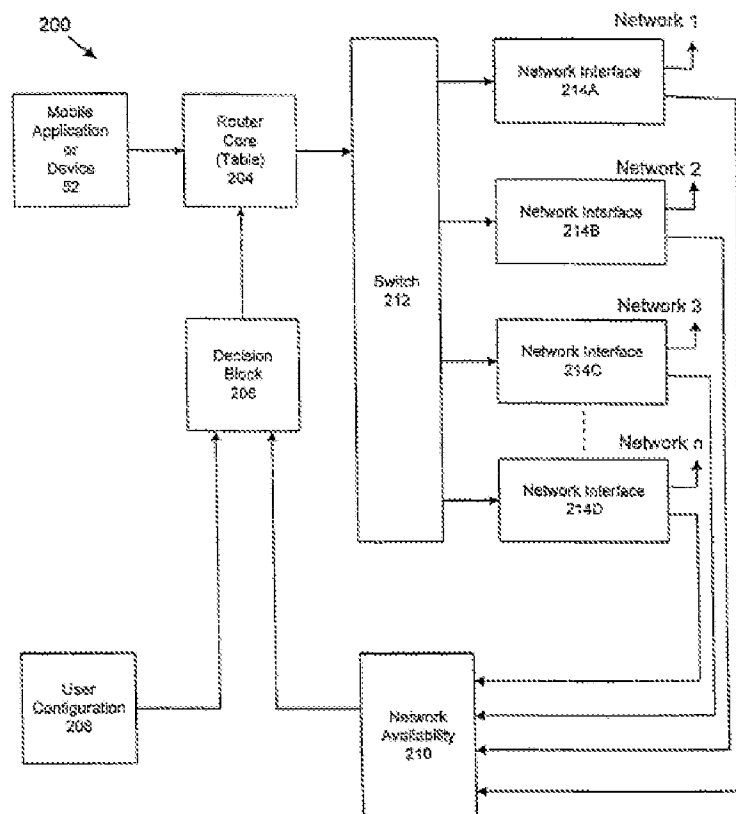 200
Mobile
Application
or
Device
52
Router
Core
(Table)
204
Switch
212
Network Interface
214A
Network 1
Network Interface
214B
Network 2
Network Interface
214C
Network 3
Network Interface
214D
Network n
Decision
Block
206
User
Configuration
208
Network
Availability
210